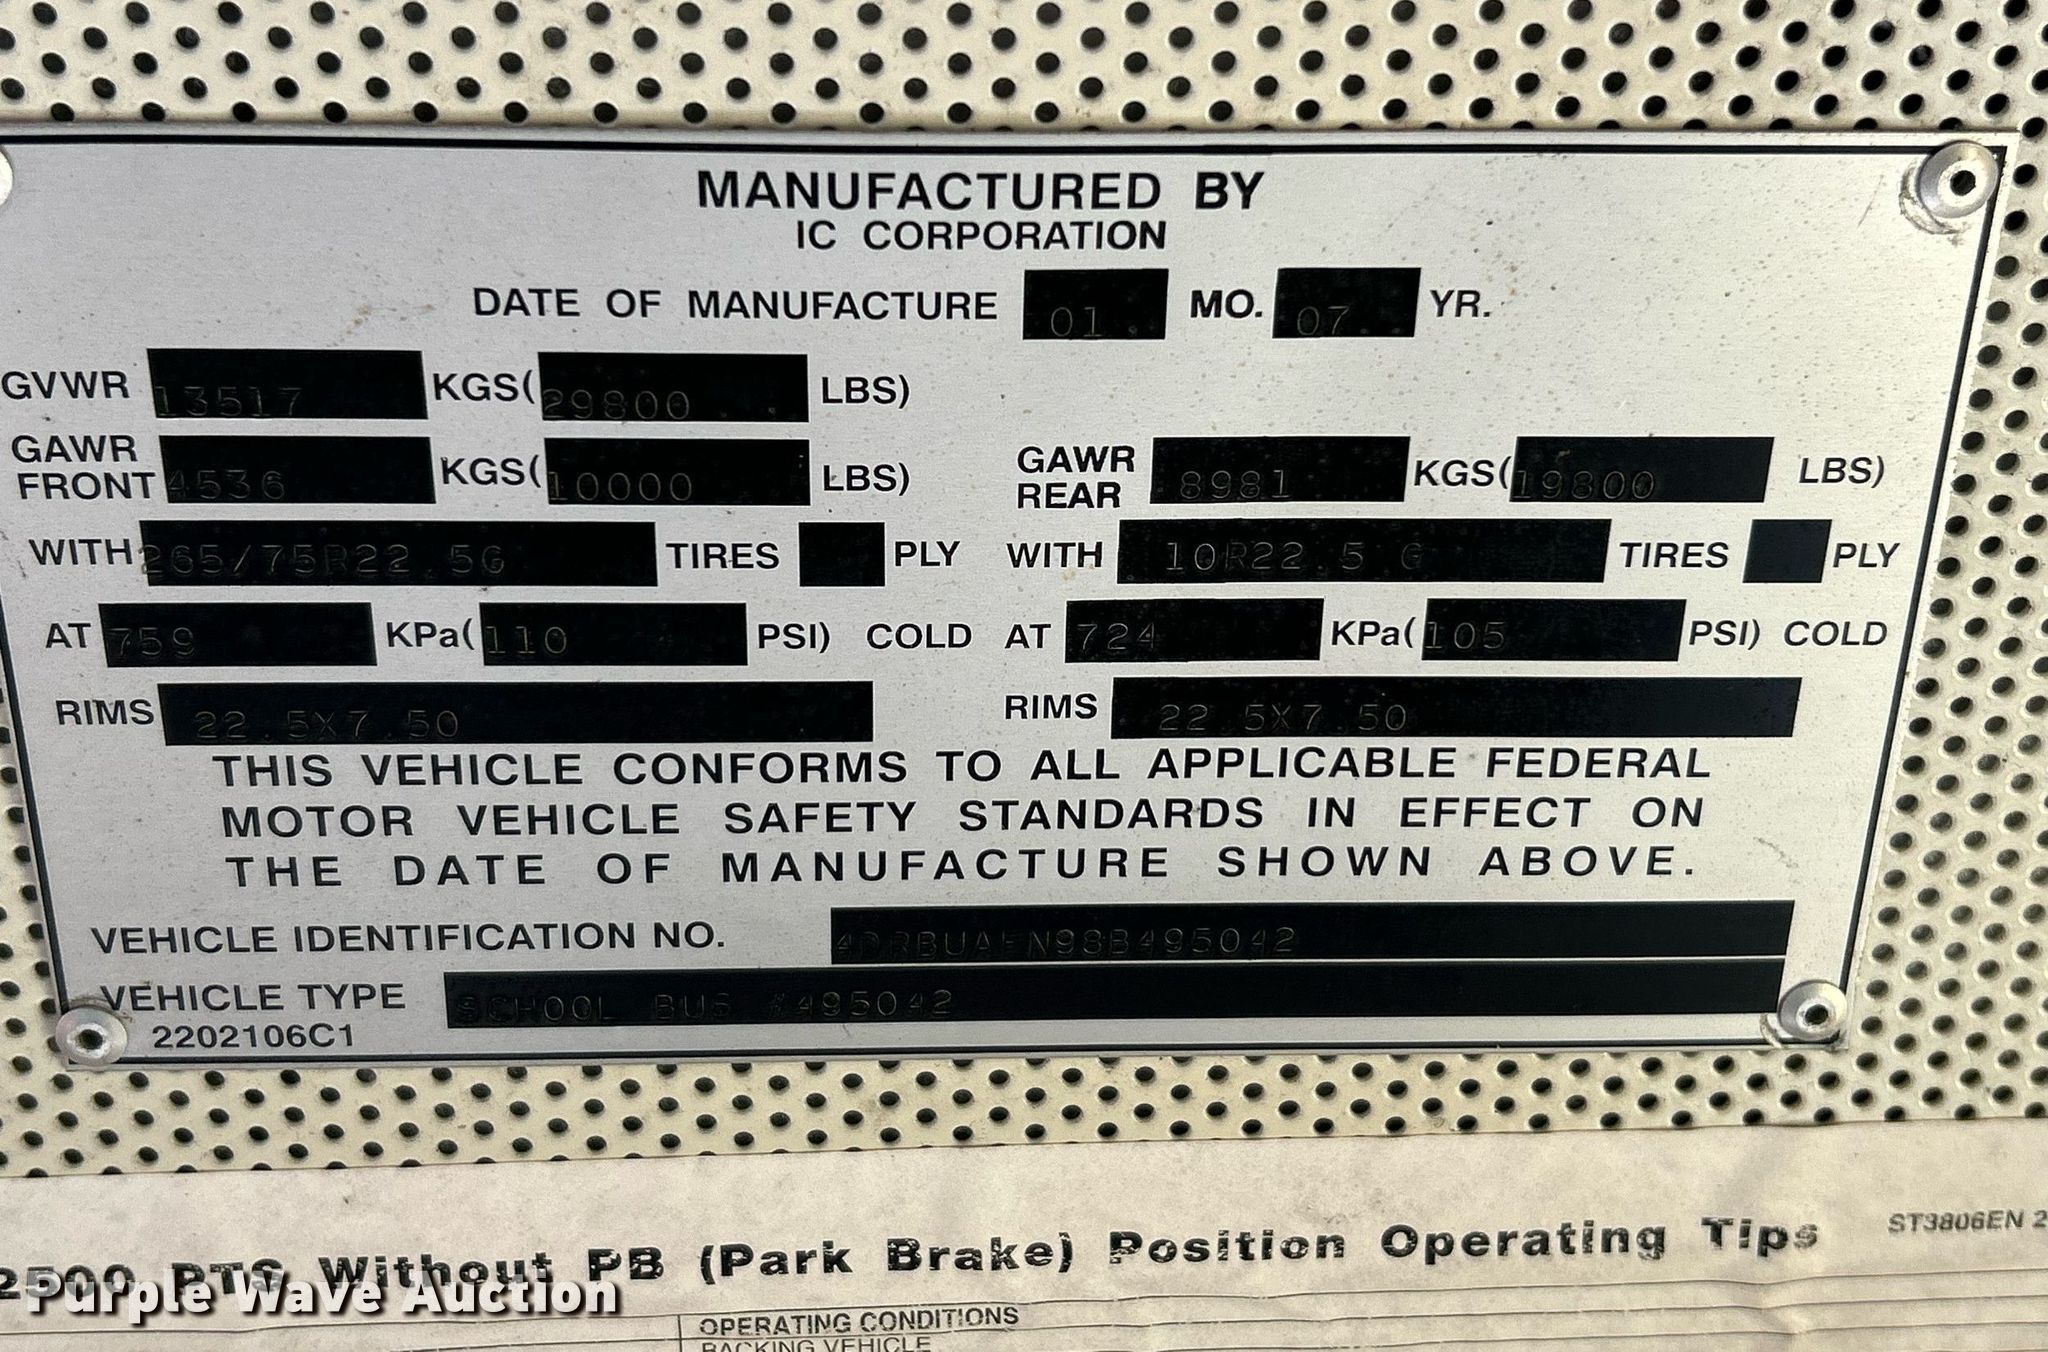 MANUFACTURED BY
IC CORPORATION
DATE OF MANUFACTURE 01 MO. 07 YR.
GVWR 13517 KGS( 29800 LBS)
GAWR FRONT 4536 KGS( 10000 LBS) GAWR REAR 8981 KGS( 19800 LBS)
WITH 265/75R22.5G TIRES PLY WITH 10R22.5 G TIRES PLY
AT 759 KPa( 110 PSI) COLD AT 724 KPa( 105 PSI) COLD
RIMS 22.5X7.50 RIMS 22.5X7.50
THIS VEHICLE CONFORMS TO ALL APPLICABLE FEDERAL
MOTOR VEHICLE SAFETY STANDARDS IN EFFECT ON
THE DATE OF MANUFACTURE SHOWN ABOVE.
VEHICLE IDENTIFICATION NO. 4DRBUAFN98B495042
VEHICLE TYPE SCHOOL BUS #495042
2202106C1
ST3806EN 2
2500 PTS Without PB (Park Brake) Position Operating Tips
Purple Wave Auction
OPERATING CONDITIONS
BACKING VEHICLE